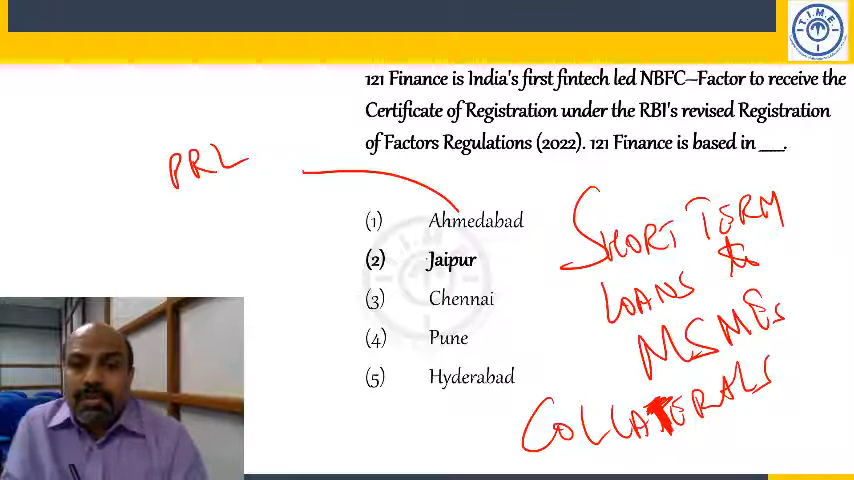 T.I.M.E.
121 Finance is India's first fintech led NBFC–Factor to receive the
Certificate of Registration under the RBI's revised Registration
of Factors Regulations (2022). 121 Finance is based in ___.
PRL
(1) Ahmedabad
(2) Jaipur
(3) Chennai
(4) Pune
(5) Hyderabad
SHORT TERM
LOANS to
MSMEs
COLLATERALS